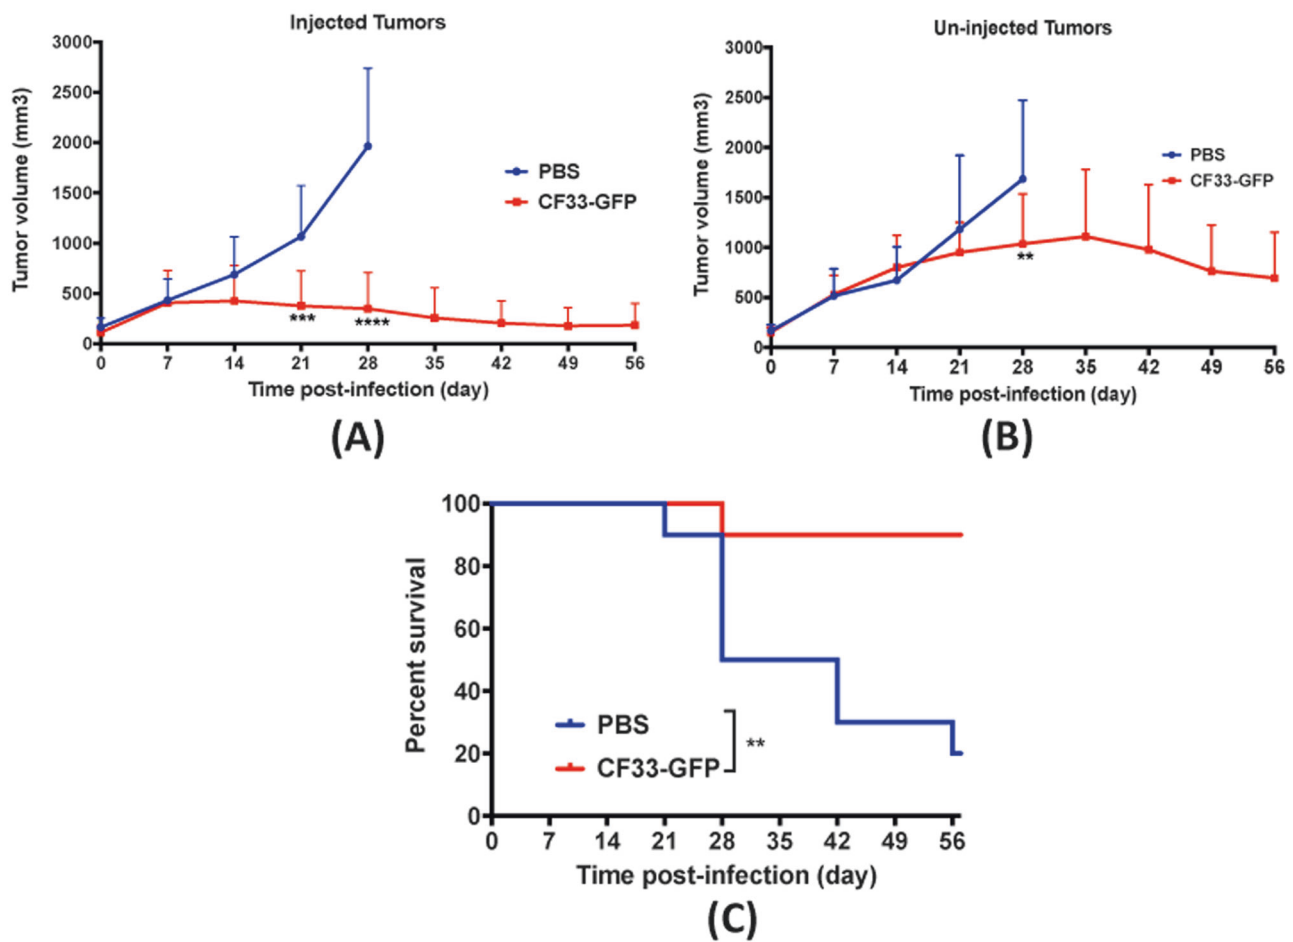 Injected Tumors
3000
2500
2000
1500
1000
500
0
Tumor volume (mm3)
PBS
CF33-GFP
***
****
0 7 14 21 28 35 42 49 56
Time post-infection (day)
(A)
Un-injected Tumors
3000
2500
2000
1500
1000
500
0
Tumor volume (mm3)
PBS
CF33-GFP
**
0 7 14 21 28 35 42 49 56
Time post-infection (day)
(B)
100
80
60
40
20
0
Percent survival
PBS
CF33-GFP
**
0 7 14 21 28 35 42 49 56
Time post-infection (day)
(C)